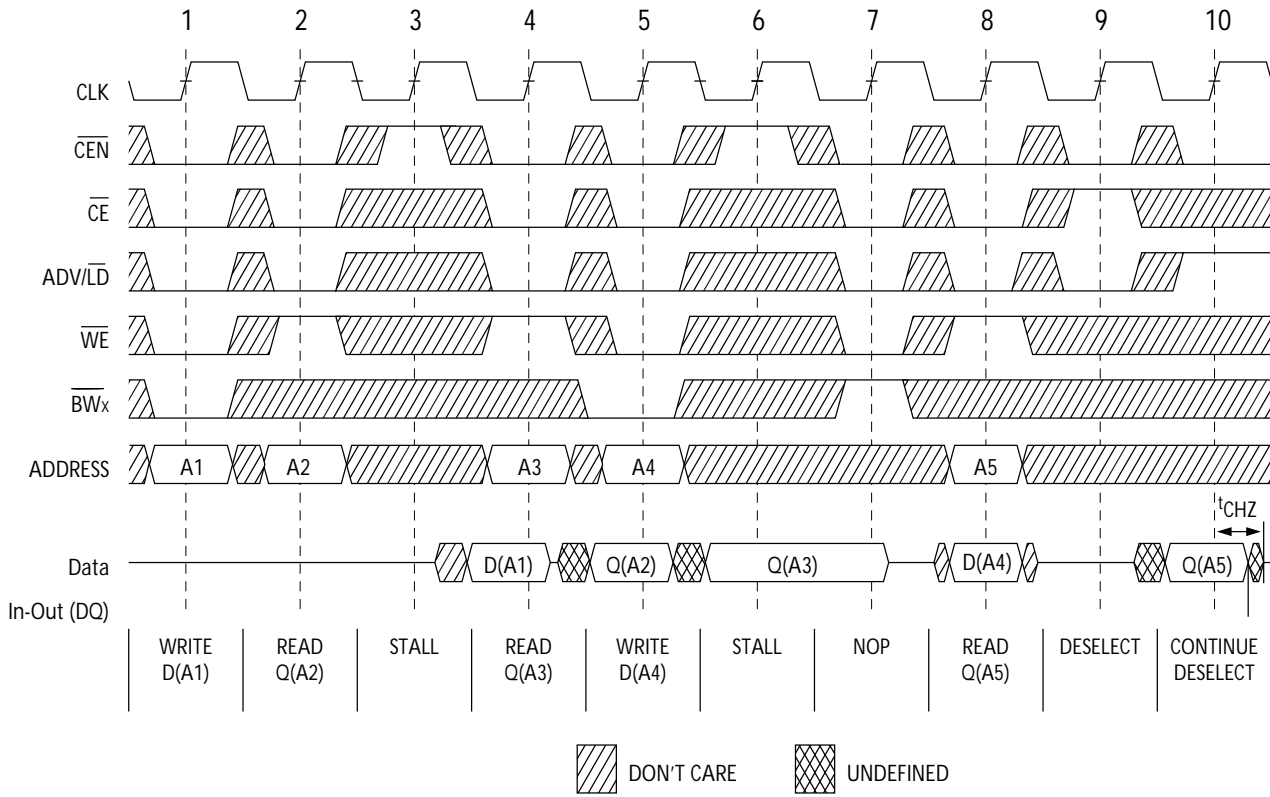 1 2 3 4 5 6 7 8 9 10
CLK
CEN
CE
ADV/LD
WE
BWx
ADDRESS A1 A2 A3 A4 A5
tCHZ
Data D(A1) Q(A2) Q(A3) D(A4) Q(A5)
In-Out (DQ)
WRITE READ STALL READ WRITE STALL NOP READ DESELECT CONTINUE
D(A1) Q(A2) Q(A3) D(A4) Q(A5) DESELECT
DON'T CARE UNDEFINED